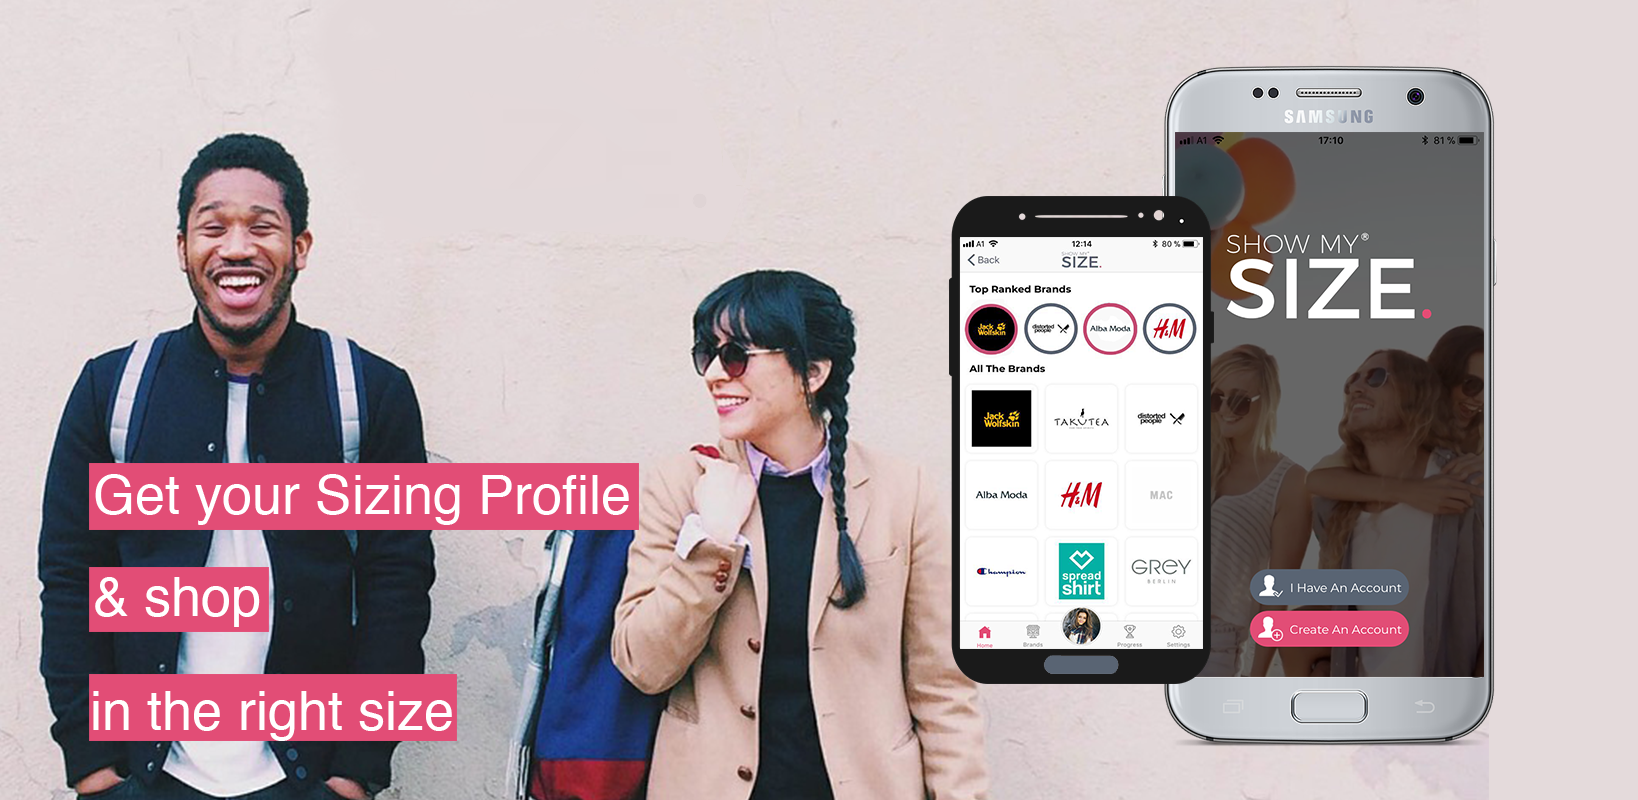 Get your Sizing Profile
& shop
in the right size
A1
12:14
80 %
Back
SHOW MY
SIZE.
Top Ranked Brands
Jack
Wolfskin
distorted
people
Alba Moda
H&M
All The Brands
Jack
Wolfskin
TAKUTEA
distorted
people
Alba Moda
H&M
MAC
Champion
spread
shirt
GREY
BERLIN
Home
Brands
Progress
Settings
SAMSUNG
A1
17:10
81 %
SHOW MY®
SIZE.
I Have An Account
Create An Account